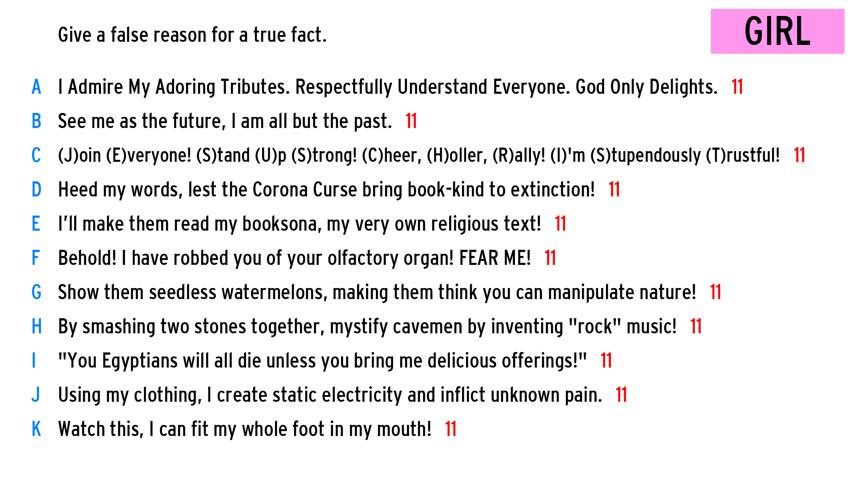 Give a false reason for a true fact.
GIRL
A I Admire My Adoring Tributes. Respectfully Understand Everyone. God Only Delights. 11
B See me as the future, I am all but the past. 11
C (J)oin (E)veryone! (S)tand (U)p (S)trong! (C)heer, (H)oller, (R)ally! (I)'m (S)tupendously (T)rustful! 11
D Heed my words, lest the Corona Curse bring book-kind to extinction! 11
E I'll make them read my booksona, my very own religious text! 11
F Behold! I have robbed you of your olfactory organ! FEAR ME! 11
G Show them seedless watermelons, making them think you can manipulate nature! 11
H By smashing two stones together, mystify cavemen by inventing "rock" music! 11
I "You Egyptians will all die unless you bring me delicious offerings!" 11
J Using my clothing, I create static electricity and inflict unknown pain. 11
K Watch this, I can fit my whole foot in my mouth! 11